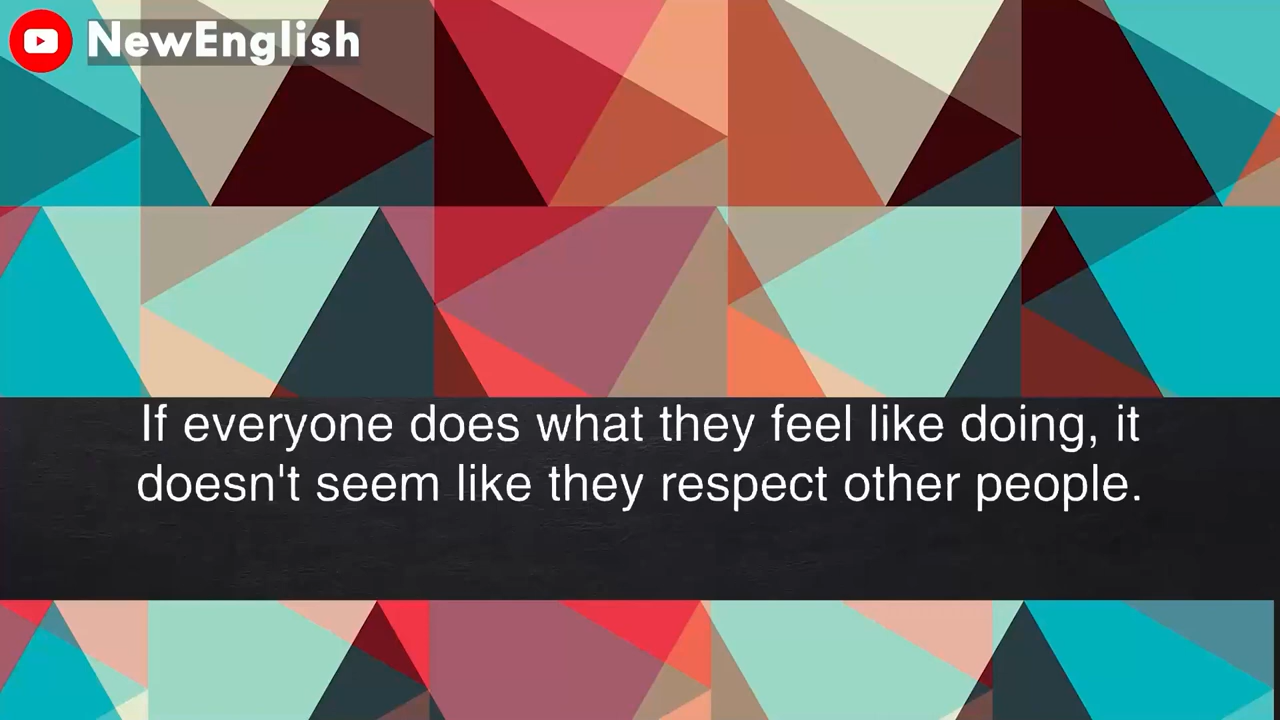 NewEnglish
If everyone does what they feel like doing, it
doesn't seem like they respect other people.